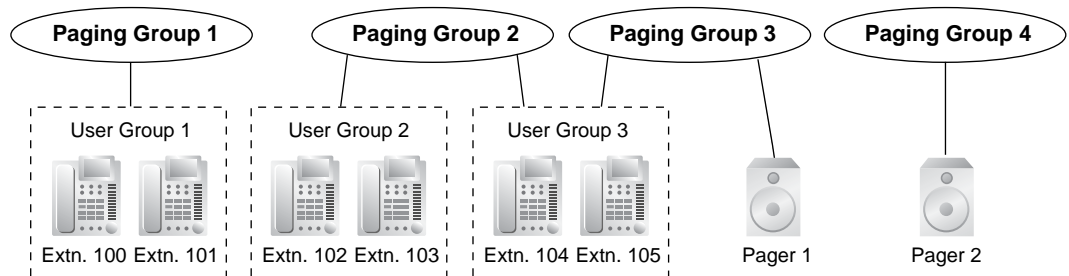 Paging Group 1 Paging Group 2 Paging Group 3 Paging Group 4
User Group 1 User Group 2 User Group 3
Extn. 100 Extn. 101 Extn. 102 Extn. 103 Extn. 104 Extn. 105 Pager 1 Pager 2